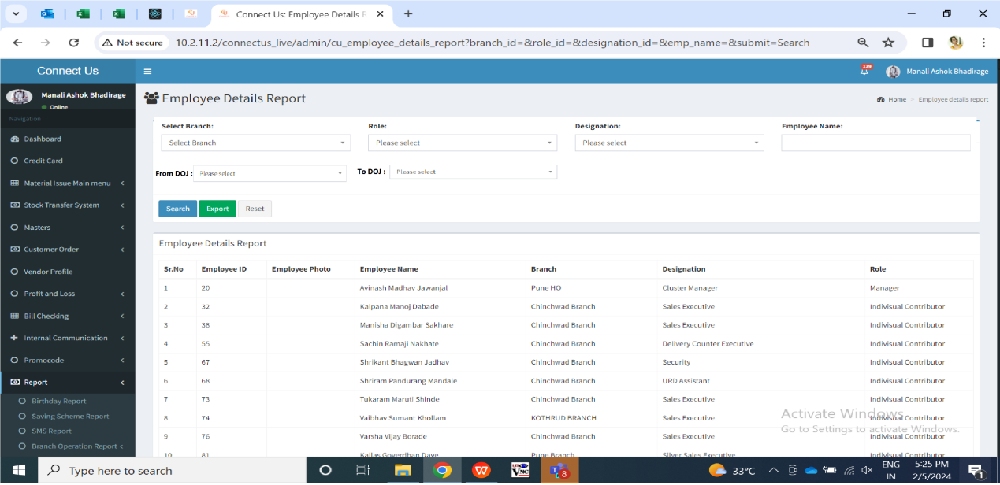 Connect Us: Employee Details R
Not secure
10.2.11.2/connectus_live/admin/cu_employee_details_report?branch_id=&role_id=&designation_id=&emp_name=&submit=Search
Connect Us
139
Manali Ashok Bhadirage
Manali Ashok Bhadirage
Online
Navigation
Dashboard
Credit Card
Material Issue Main menu
Stock Transfer System
Masters
Customer Order
Vendor Profile
Profit and Loss
Bill Checking
Internal Communication
Promocode
Report
Birthday Report
Saving Scheme Report
SMS Report
Branch Operation Report
Employee Details Report
Home
Employee details report
Select Branch: Role: Designation: Employee Name:
Select Branch Please select Please select
From DOJ : Please select To DOJ : Please select
Search Export Reset
Employee Details Report
Sr.No Employee ID Employee Photo Employee Name Branch Designation Role
1 20 Avinash Madhav Jawanjal Pune HO Cluster Manager Manager
2 32 Kalpana Manoj Dabade Chinchwad Branch Sales Executive Indivisual Contributor
3 38 Manisha Digambar Sakhare Chinchwad Branch Sales Executive Indivisual Contributor
4 55 Sachin Ramaji Nakhate Chinchwad Branch Delivery Counter Executive Indivisual Contributor
5 67 Shrikant Bhagwan Jadhav Chinchwad Branch Security Indivisual Contributor
6 68 Shriram Pandurang Mandale Chinchwad Branch URD Assistant Indivisual Contributor
7 73 Tukaram Maruti Shinde Chinchwad Branch Sales Executive Indivisual Contributor
8 74 Vaibhav Sumant Khollam KOTHRUD BRANCH Sales Executive Indivisual Contributor
9 76 Varsha Vijay Borade Chinchwad Branch Sales Executive Indivisual Contributor
10 81 Kailas Goverdhan Dave Pune Branch Silver Sales Executive Indivisual Contributor
Activate Windows
Go to Settings to activate Windows.
Type here to search
8
33°C
ENG
IN
5:25 PM
2/5/2024
1